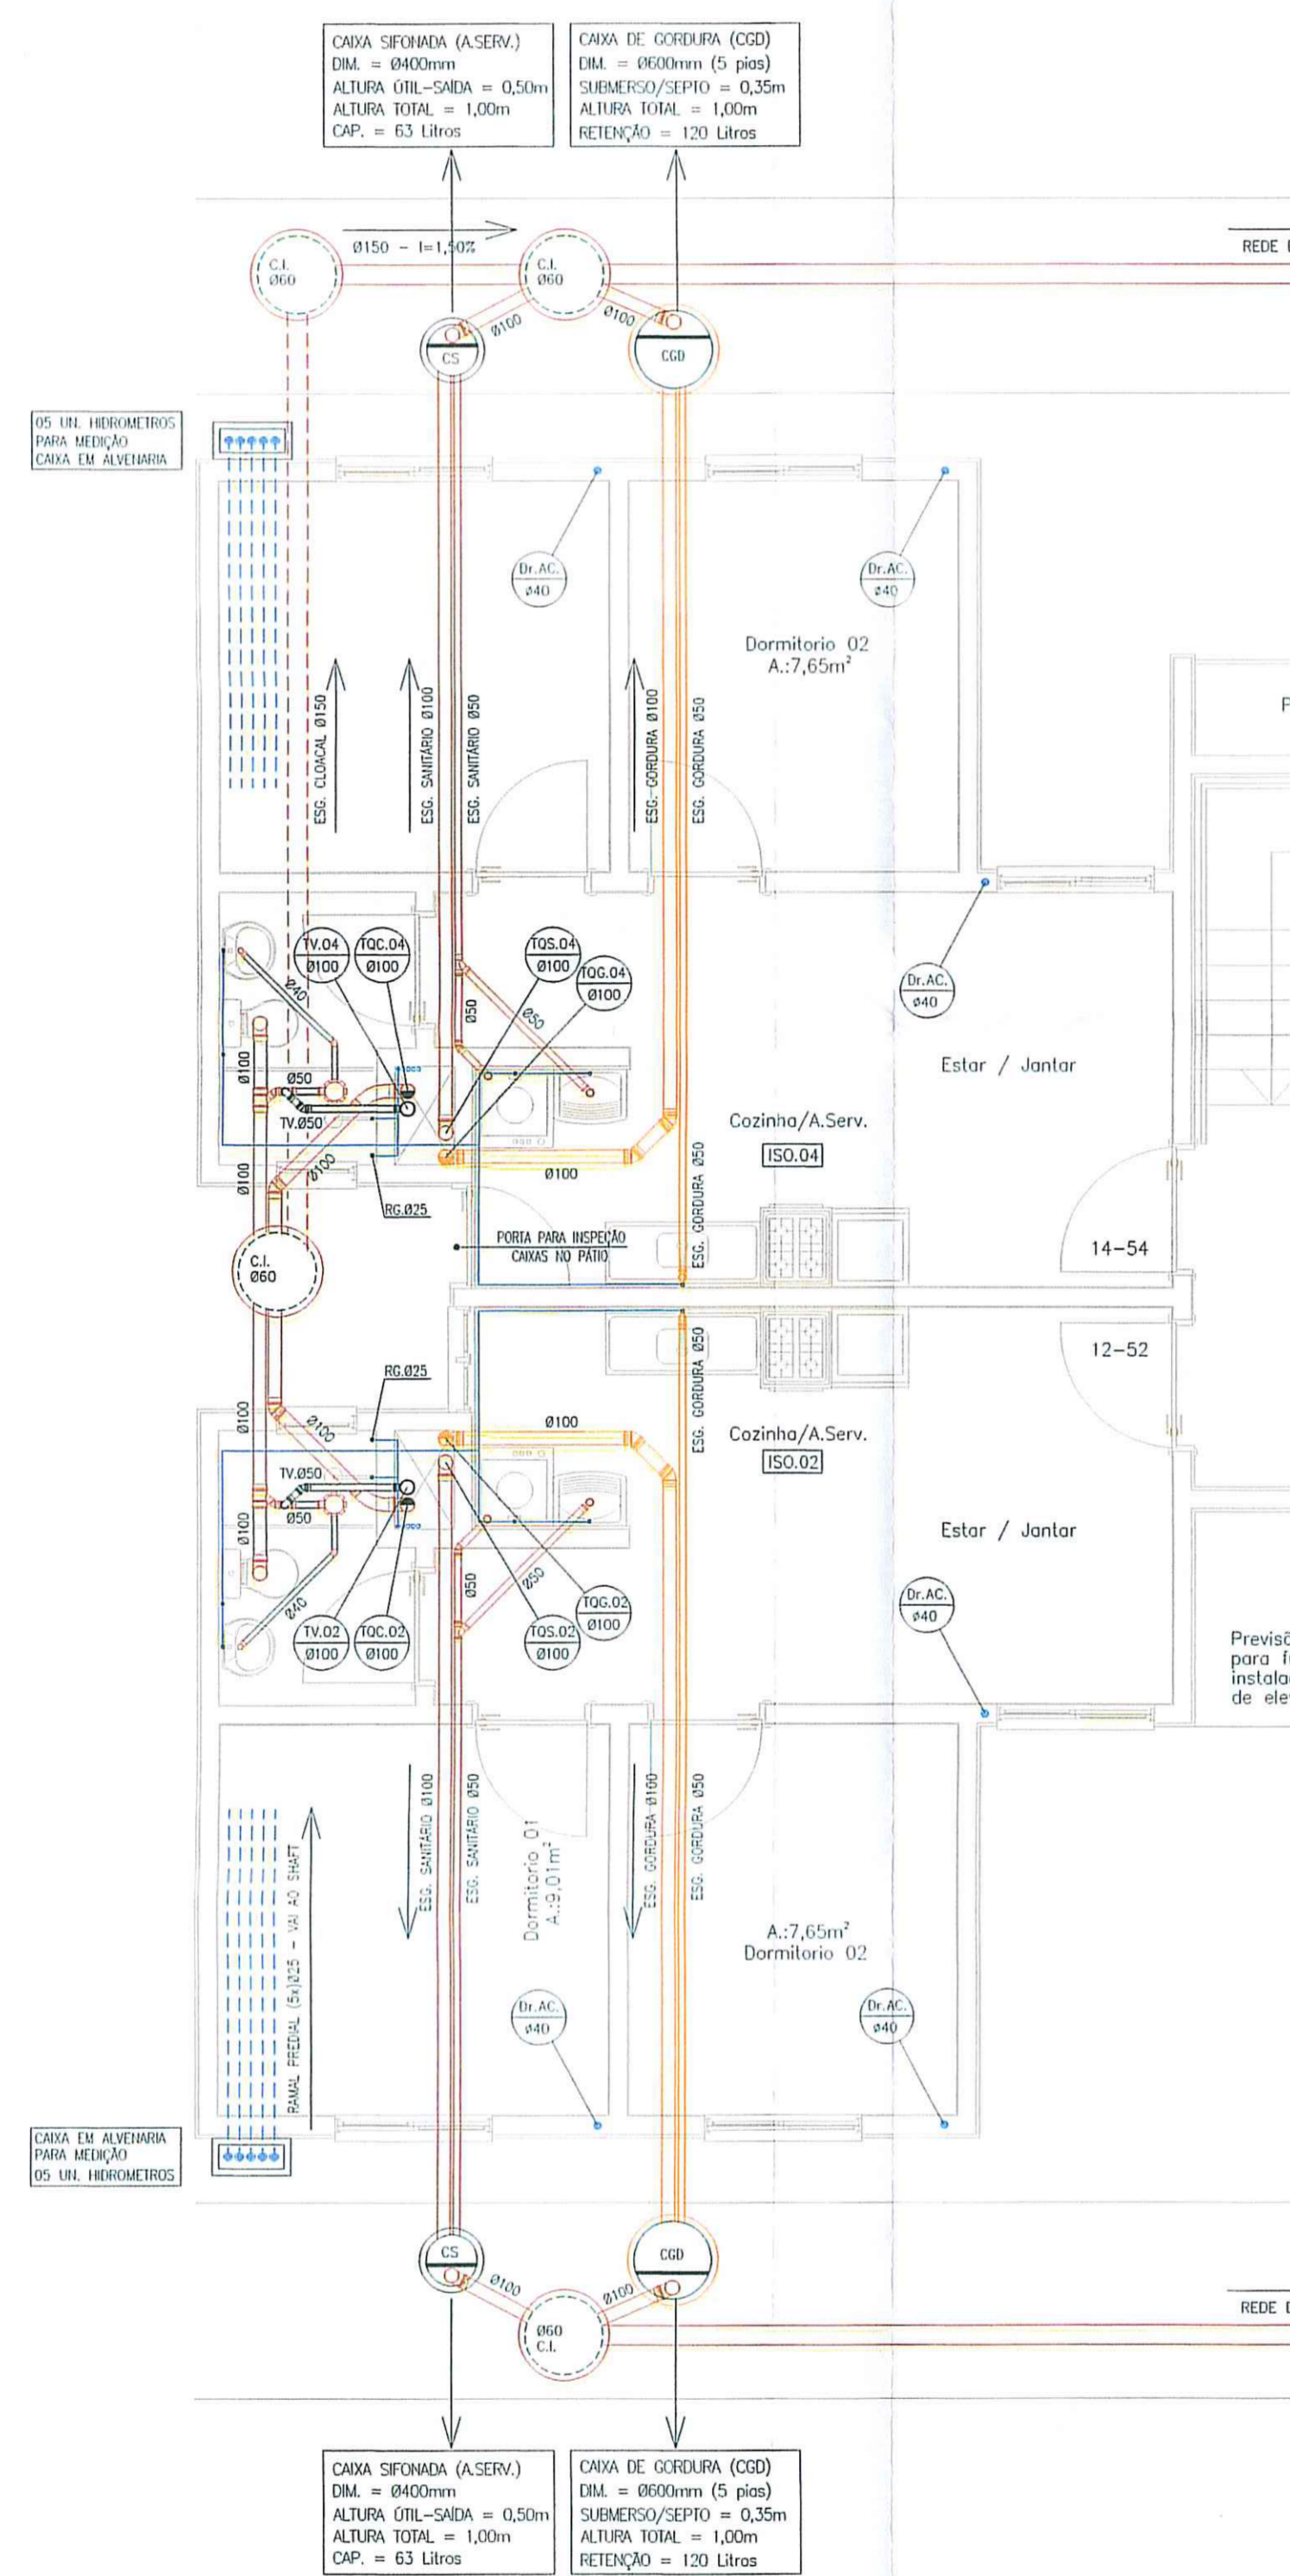 CAIXA SIFONADA (A.SERV.)
DIM. = Ø400mm
ALTURA ÚTIL-SAÍDA = 0,50m
ALTURA TOTAL = 1,00m
CAP. = 63 Litros
CAIXA DE GORDURA (CGD)
DIM. = Ø600mm (5 pias)
SUBMERSO/SEPTO = 0,35m
ALTURA TOTAL = 1,00m
RETENÇÃO = 120 Litros
Ø150 - I=1,50%
REDE
C.I.
Ø60
C.I.
Ø60
Ø100
Ø100
CS
CGD
05 UN. HIDROMETROS
PARA MEDIÇÃO
CAIXA EM ALVENARIA
Dr.AC.
Ø40
Dr.AC.
Ø40
Dormitorio 02
A.:7,65m²
ESG. CLOACAL Ø150
ESG. SANITÁRIO Ø100
ESG. SANITÁRIO Ø50
ESG. GORDURA Ø100
ESG. GORDURA Ø50
P
TV.04
Ø100
TQC.04
Ø100
TQS.04
Ø100
TQG.04
Ø100
Dr.AC.
Ø40
Ø40
Ø50
Ø50
Ø100
Ø50
TV.Ø50
Ø100
Ø100
Ø100
RG.Ø25
Estar / Jantar
Cozinha/A.Serv.
ISO.04
ESG. GORDURA Ø50
PORTA PARA INSPEÇÃO
CAIXAS NO PÁTIO
C.I.
Ø60
14-54
12-52
RG.Ø25
Ø100
Ø100
Ø100
ESG. GORDURA Ø50
Cozinha/A.Serv.
ISO.02
TV.Ø50
Ø50
Ø100
Ø40
Ø50
Ø50
Estar / Jantar
TV.02
Ø100
TQC.02
Ø100
TQS.02
Ø100
TQG.02
Ø100
Dr.AC.
Ø40
para
de
RAMAL PREDIAL (5x)Ø25 - VAI AO SHAFT
ESG. SANITÁRIO Ø100
ESG. SANITÁRIO Ø50
Dormitorio 01
A.:9,01m²
ESG. GORDURA Ø100
ESG. GORDURA Ø50
A.:7,65m²
Dormitorio 02
Dr.AC.
Ø40
Dr.AC.
Ø40
CAIXA EM ALVENARIA
PARA MEDIÇÃO
05 UN. HIDROMETROS
CS
CGD
Ø100
Ø100
Ø60
C.I.
REDE
CAIXA SIFONADA (A.SERV.)
DIM. = Ø400mm
ALTURA ÚTIL-SAÍDA = 0,50m
ALTURA TOTAL = 1,00m
CAP. = 63 Litros
CAIXA DE GORDURA (CGD)
DIM. = Ø600mm (5 pias)
SUBMERSO/SEPTO = 0,35m
ALTURA TOTAL = 1,00m
RETENÇÃO = 120 Litros